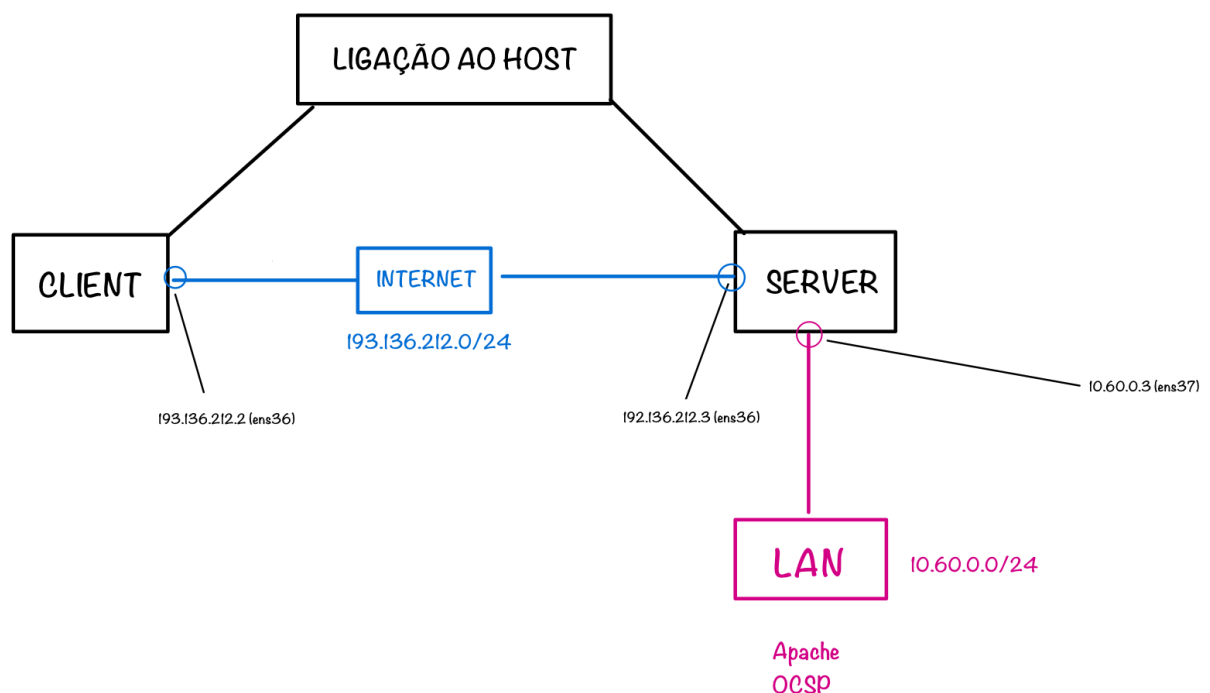 LIGAÇÃO AO HOST
CLIENT
INTERNET
SERVER
193.136.212.0/24
193.136.212.2 (ens36)
192.136.212.3 (ens36)
10.60.0.3 (ens37)
LAN
10.60.0.0/24
Apache
OCSP